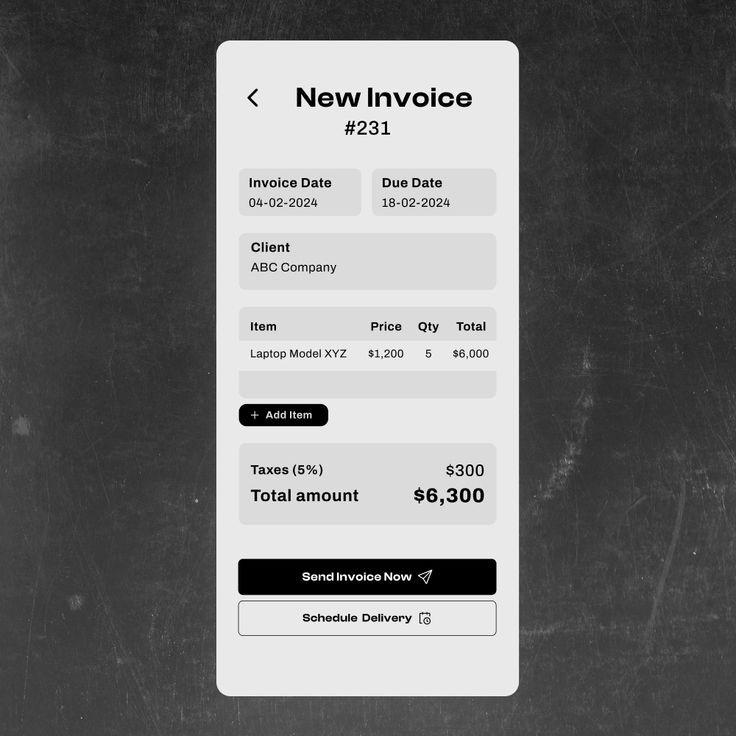 New Invoice
#231
Invoice Date Due Date
04-02-2024 18-02-2024
Client
ABC Company
Item Price Qty Total
Laptop Model XYZ $1,200 5 $6,000
+ Add Item
Taxes (5%) $300
Total amount $6,300
Send Invoice Now
Schedule Delivery